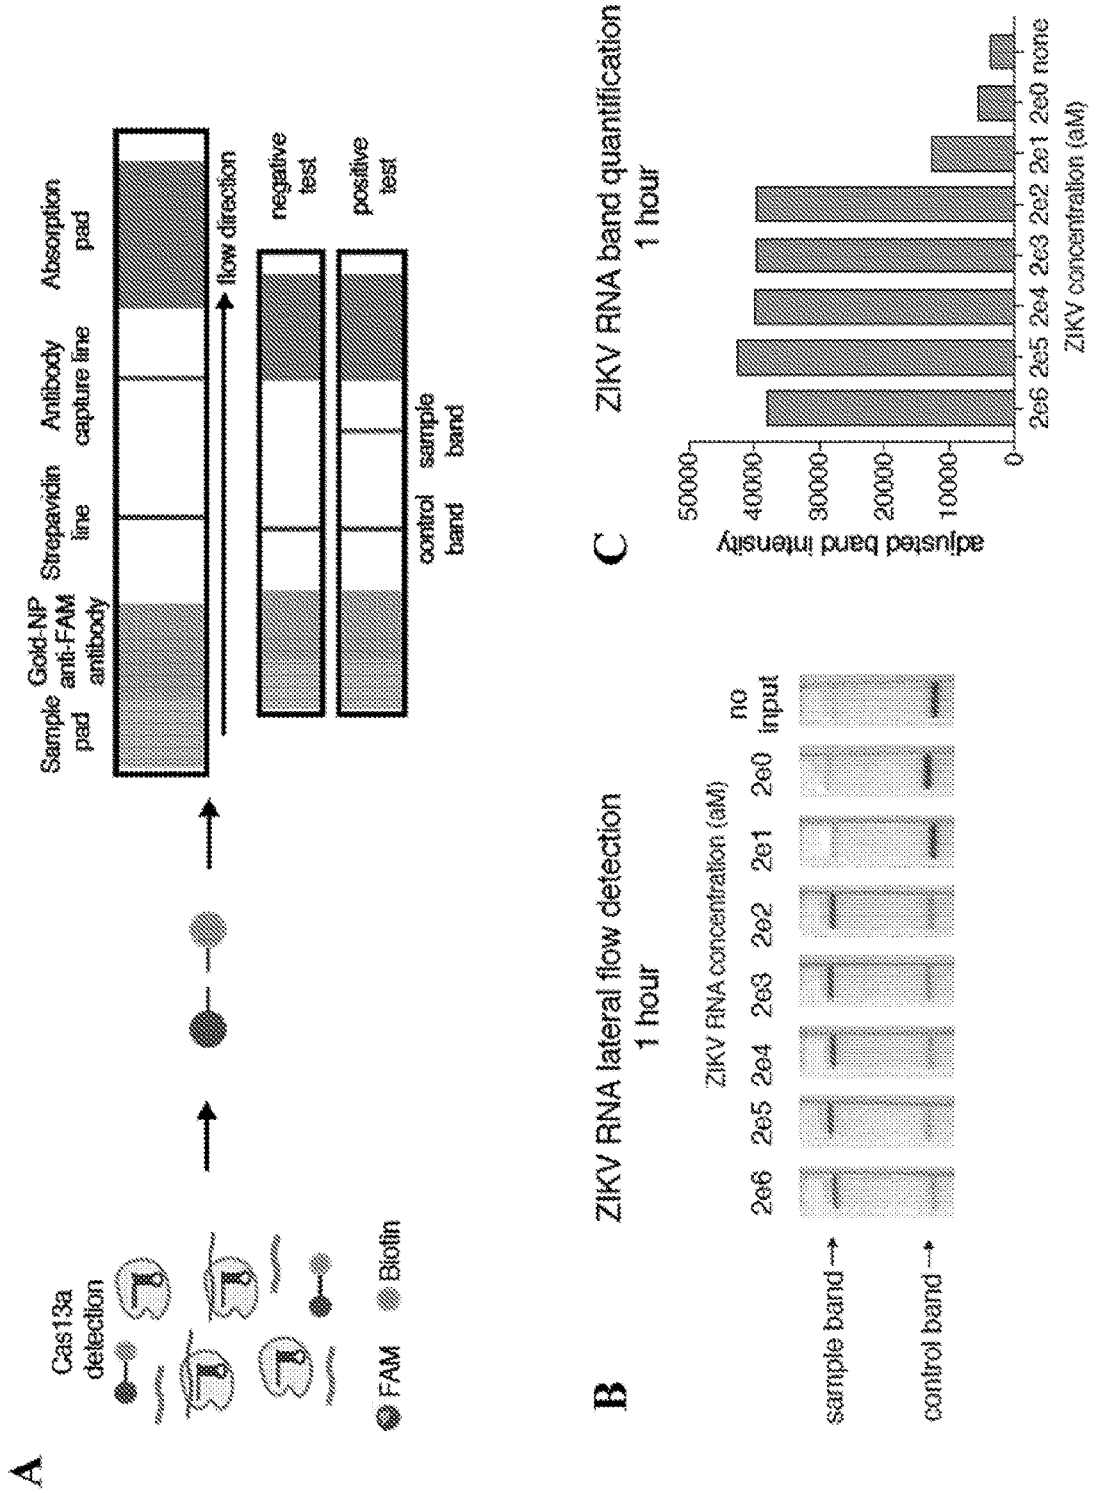 A
Cas13a
detection
FAM
Biotin
Sample
pad
Gold-NP
anti-FAM
antibody
Strepavidin
line
Antibody
capture line
Absorption
pad
flow direction
negative
test
positive
test
control
band
sample
band
B
ZIKV RNA lateral flow detection
1 hour
ZIKV RNA concentration (aM)
2e6 2e5 2e4 2e3 2e2 2e1 2e0 no
input
sample band
control band
C
ZIKV RNA band quantification
1 hour
adjusted band intensity
50000
40000
30000
20000
10000
0
2e6 2e5 2e4 2e3 2e2 2e1 2e0 none
ZIKV concentration (aM)